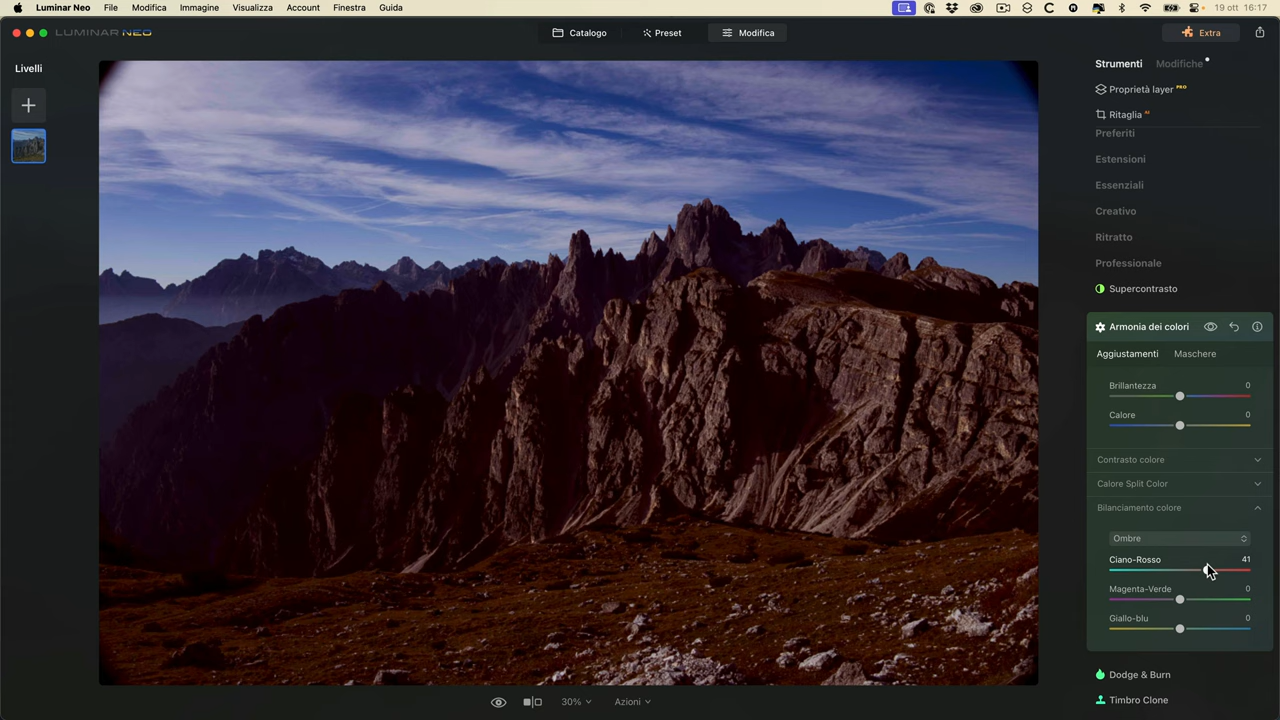 Luminar Neo File Modifica Immagine Visualizza Account Finestra Guida 19 ott 16:17
LUMINAR NEO Catalogo Preset Modifica Extra
Livelli
Strumenti Modifiche
Proprietà layer PRO
Ritaglia AI
Preferiti
Estensioni
Essenziali
Creativo
Ritratto
Professionale
Supercontrasto
Armonia dei colori
Aggiustamenti Maschere
Brillantezza 0
Calore 0
Contrasto colore
Calore Split Color
Bilanciamento colore
Ombre
Ciano-Rosso 41
Magenta-Verde 0
Giallo-blu 0
Dodge & Burn
Timbro Clone
30% Azioni